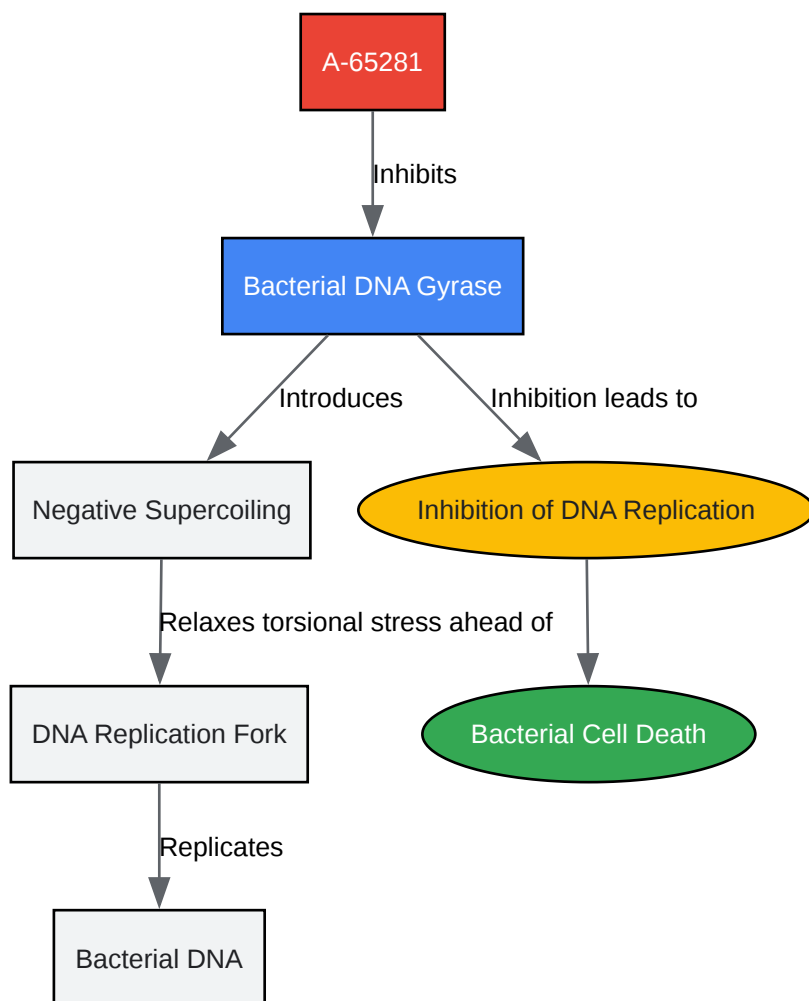 A-65281
Inhibits
Bacterial DNA Gyrase
Introduces
Inhibition leads to
Negative Supercoiling
Inhibition of DNA Replication
Relaxes torsional stress ahead of
DNA Replication Fork
Bacterial Cell Death
Replicates
Bacterial DNA